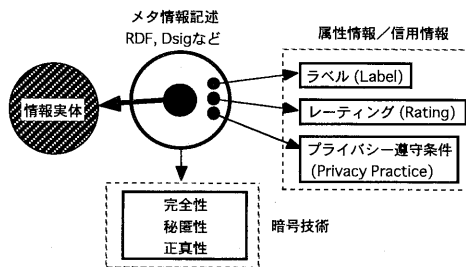 メタ情報記述
RDF, Dsigなど
属性情報／信用情報
情報実体
ラベル (Label)
レーティング (Rating)
プライバシー遵守条件
(Privacy Practice)
完全性
秘匿性
正真性
暗号技術